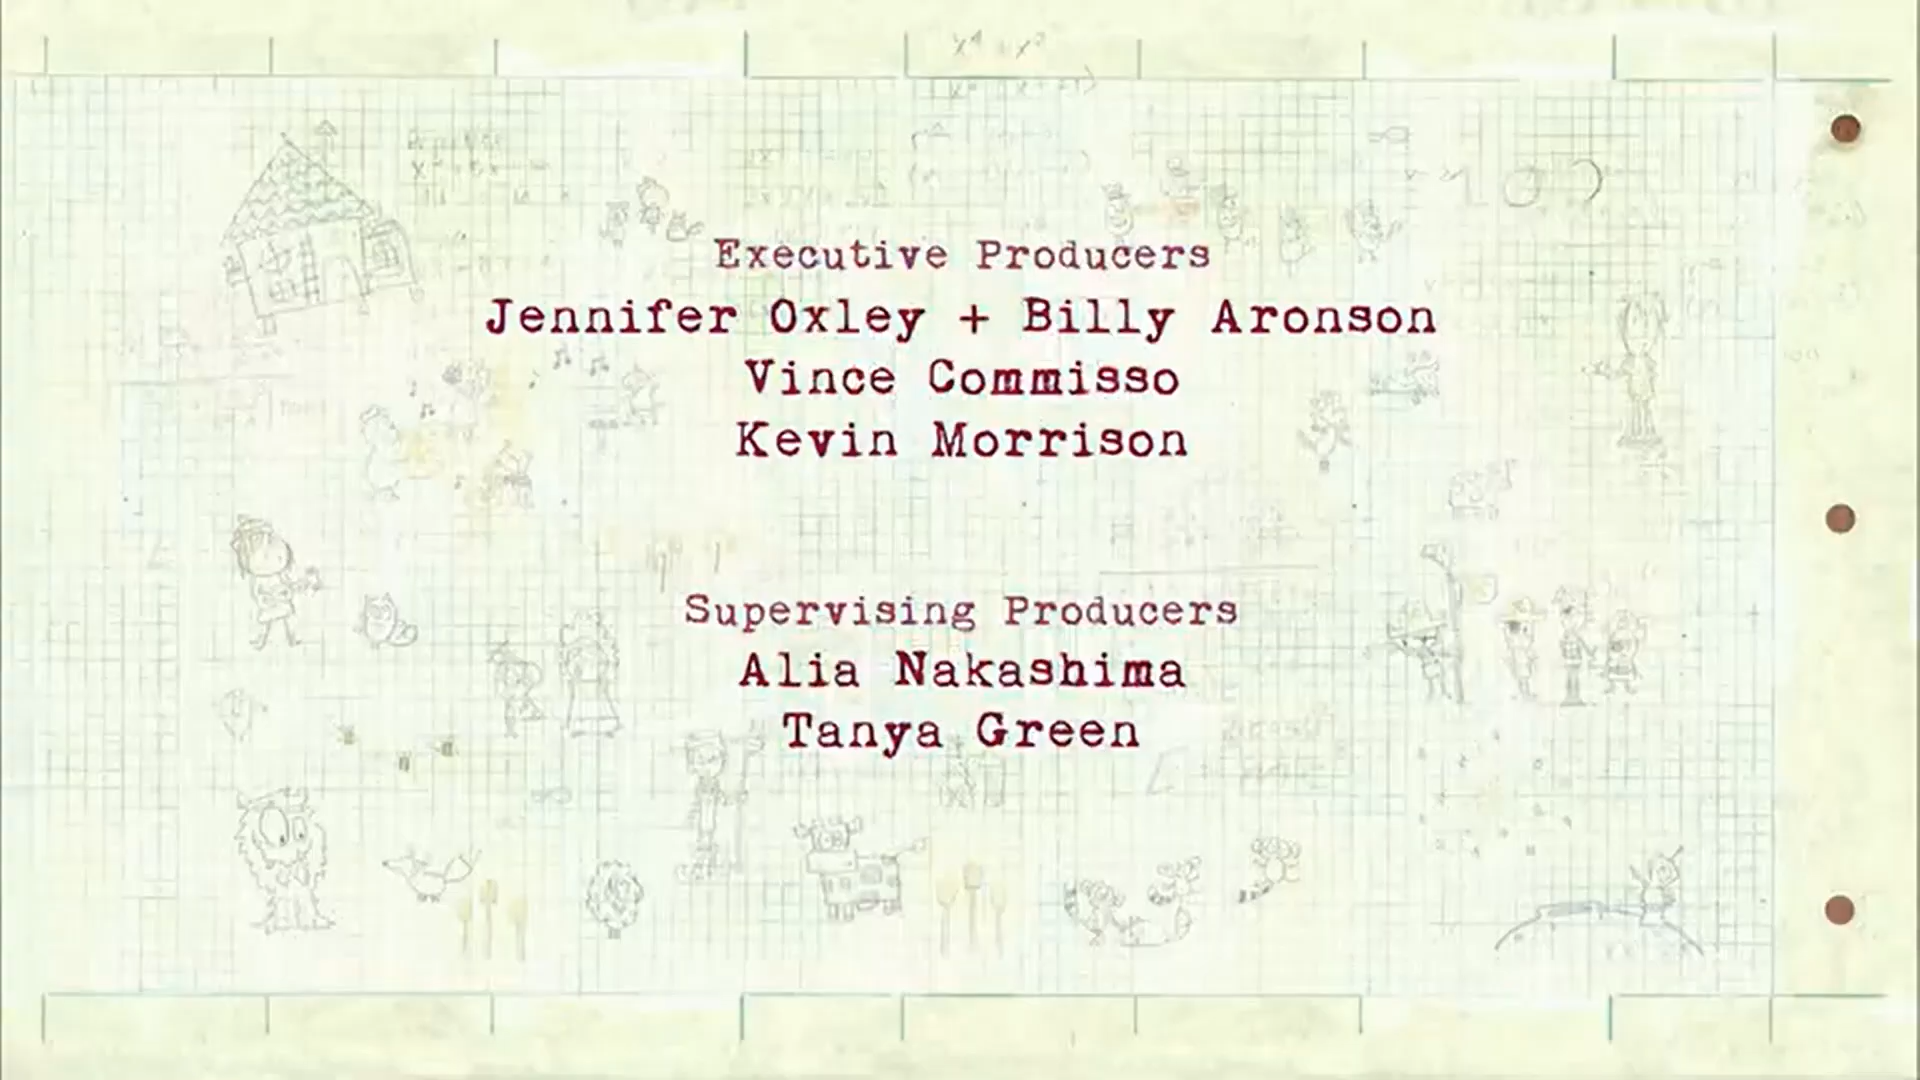 Executive Producers
Jennifer Oxley + Billy Aronson
Vince Commisso
Kevin Morrison
Supervising Producers
Alia Nakashima
Tanya Green